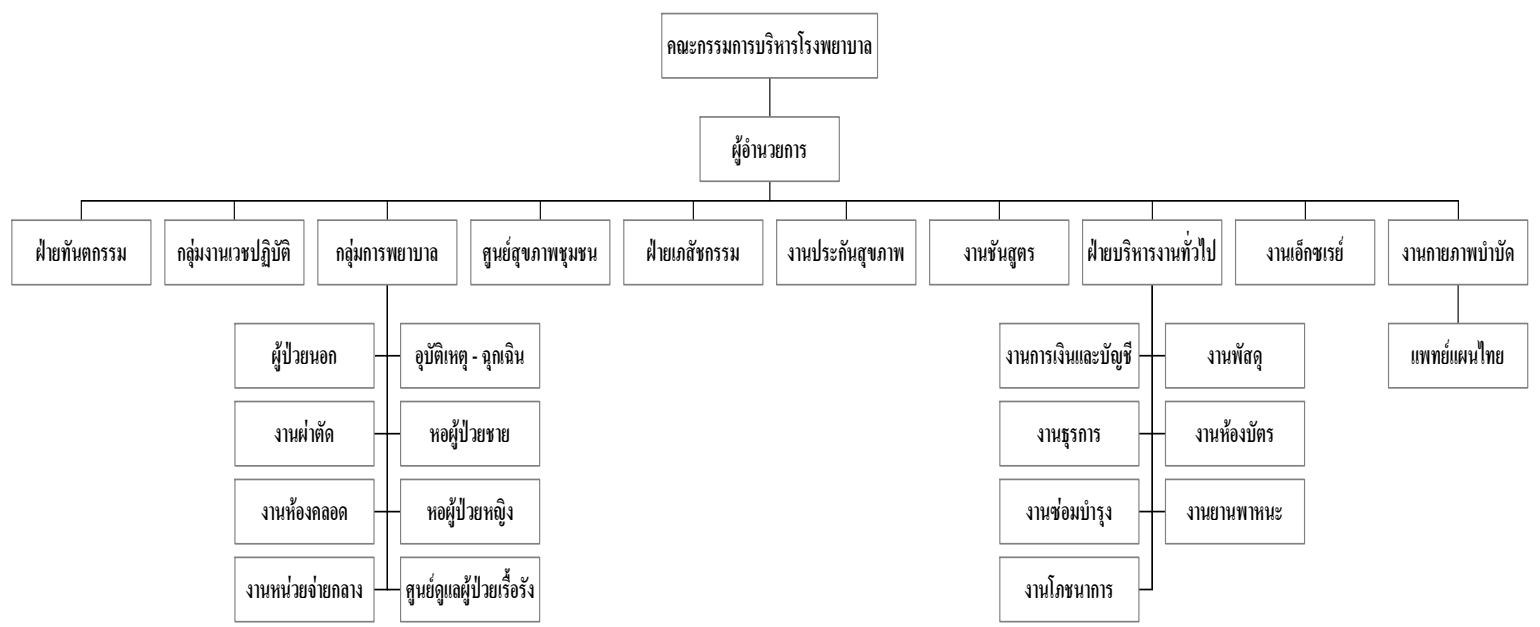 คณะกรรมการบริหารโรงพยาบาล
ผู้อำนวยการ
ฝ่ายทันตกรรม
กลุ่มงานเวชปฏิบัติ
กลุ่มการพยาบาล
ศูนย์สุขภาพชุมชน
ฝ่ายเภสัชกรรม
งานประกันสุขภาพ
งานชันสูตร
ฝ่ายบริหารงานทั่วไป
งานเอ็กซเรย์
งานกายภาพบำบัด
ผู้ป่วยนอก
อุบัติเหตุ - ฉุกเฉิน
งานการเงินและบัญชี
งานพัสดุ
แพทย์แผนไทย
งานผ่าตัด
หอผู้ป่วยชาย
งานธุรการ
งานห้องบัตร
งานห้องคลอด
หอผู้ป่วยหญิง
งานซ่อมบำรุง
งานยานพาหนะ
งานหน่วยจ่ายกลาง
ศูนย์ดูแลผู้ป่วยเรื้อรัง
งานโภชนาการ